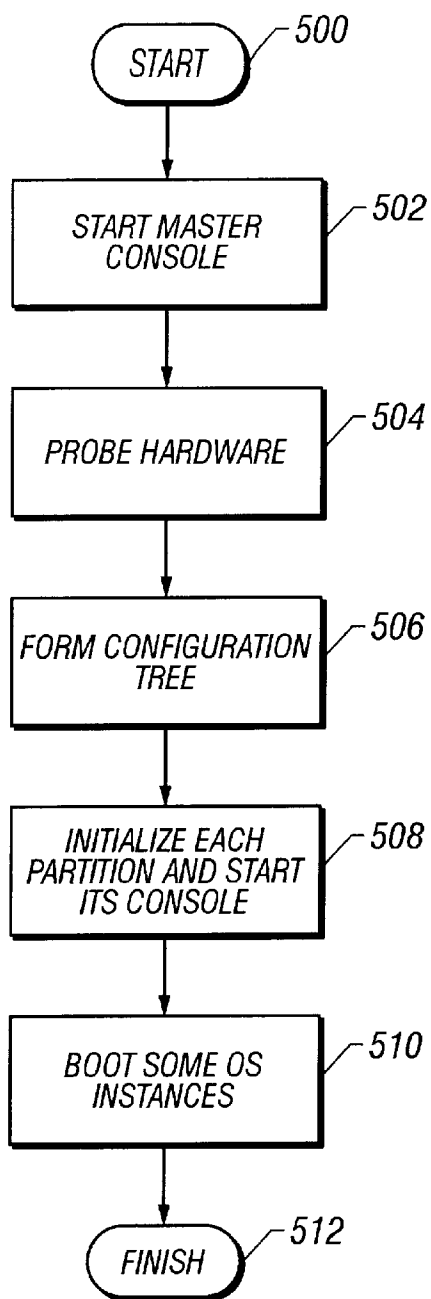 START
500
START MASTER
CONSOLE
502
PROBE HARDWARE
504
FORM CONFIGURATION
TREE
506
INITIALIZE EACH
PARTITION AND START
ITS CONSOLE
508
BOOT SOME OS
INSTANCES
510
FINISH
512